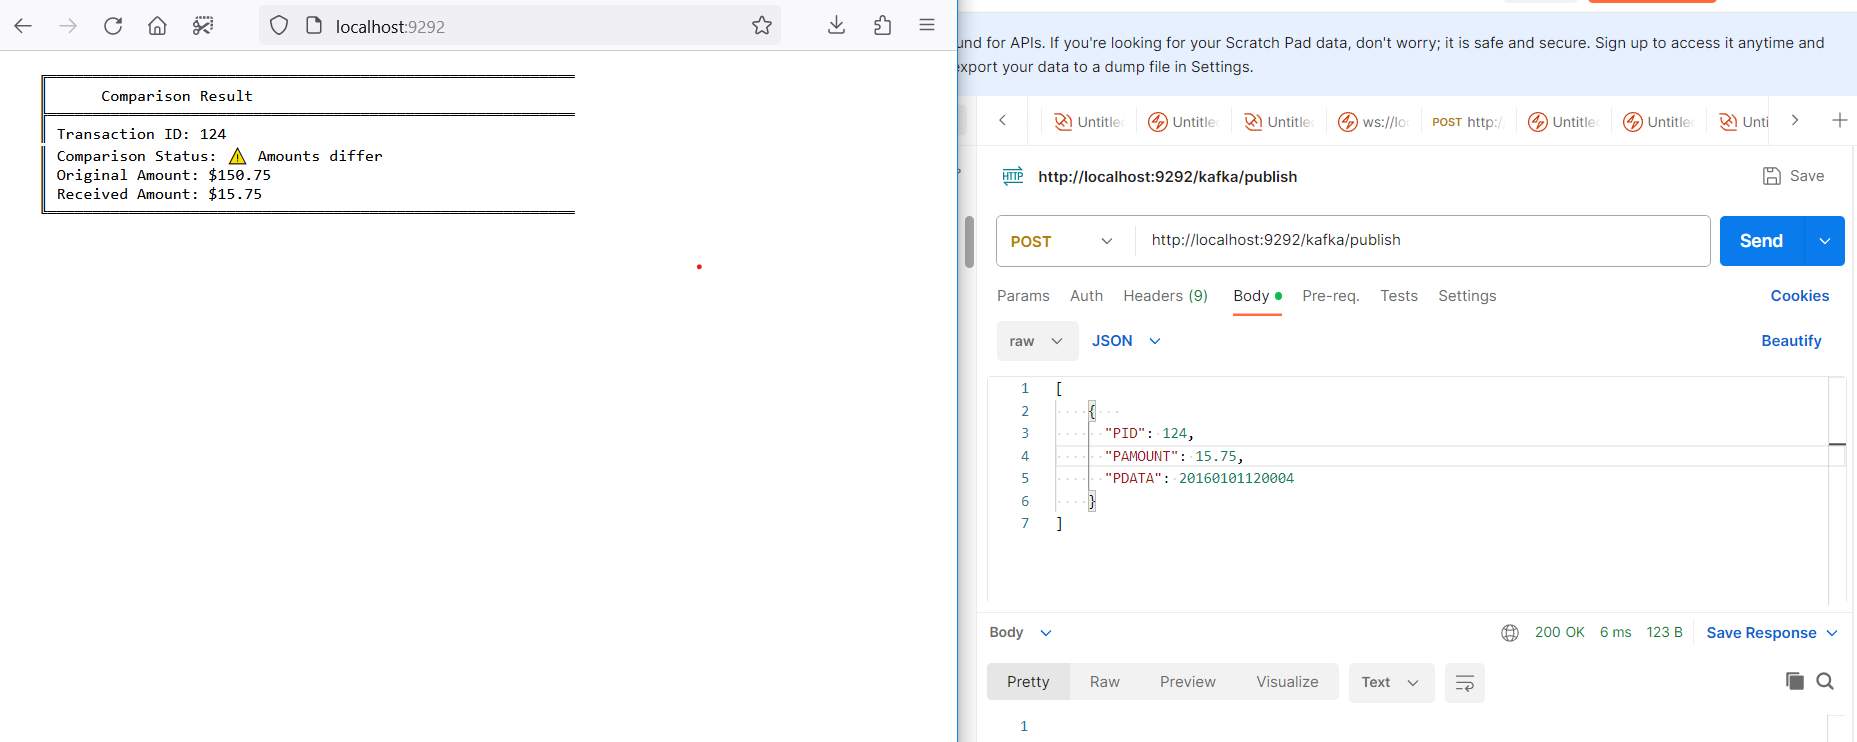 localhost:9292
Comparison Result
Transaction ID: 124
Comparison Status: ⚠ Amounts differ
Original Amount: $150.75
Received Amount: $15.75
und for APIs. If you're looking for your Scratch Pad data, don't worry; it is safe and secure. Sign up to access it anytime and
export your data to a dump file in Settings.
Untitle Untitle Untitle ws://lo POST http:/ Untitle Untitle Unti
HTTP http://localhost:9292/kafka/publish Save
POST http://localhost:9292/kafka/publish Send
Params Auth Headers (9) Body Pre-req. Tests Settings Cookies
raw JSON Beautify
1 [
2 {
3 "PID": 124,
4 "PAMOUNT": 15.75,
5 "PDATA": 20160101120004
6 }
7 ]
Body 200 OK 6 ms 123 B Save Response
Pretty Raw Preview Visualize Text
1